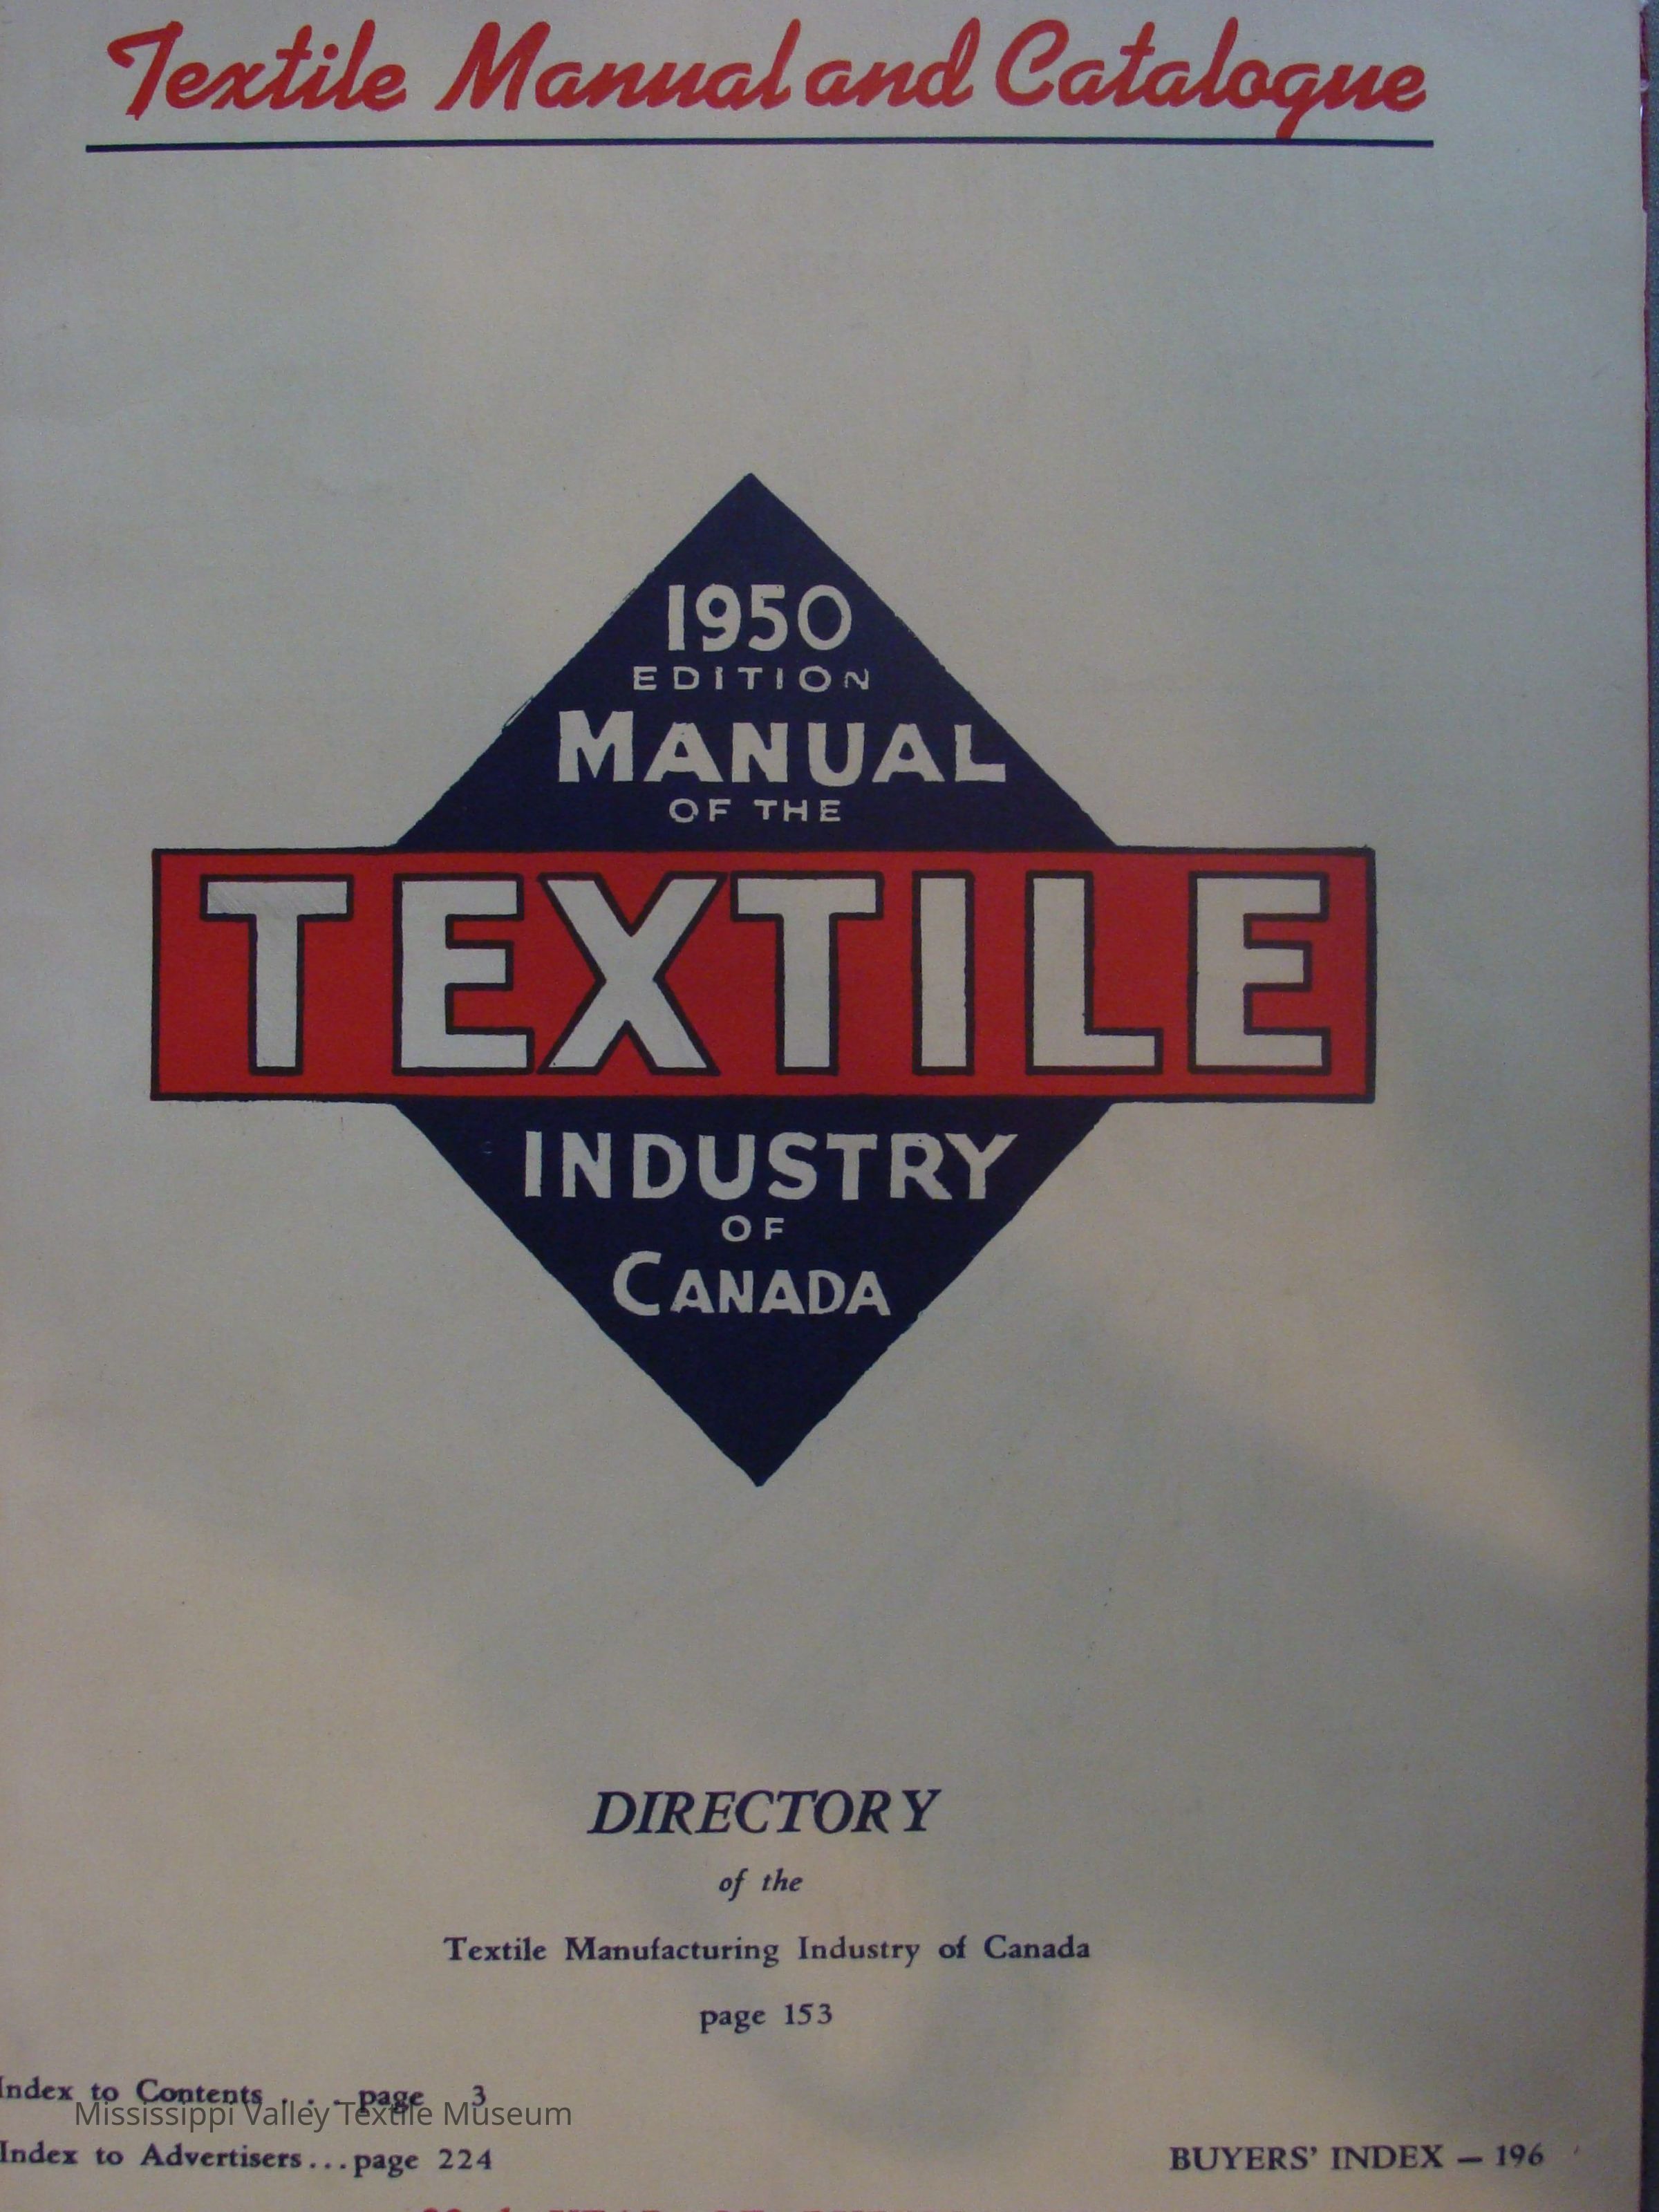 Textile Manual and Catalogue
1950
EDITION
MANUAL
OF THE
TEXTILE
INDUSTRY
OF
CANADA
DIRECTORY
of the
Textile Manufacturing Industry of Canada
page 153
Index to Contents . . . page 3
Mississippi Valley Textile Museum
Index to Advertisers...page 224
BUYERS' INDEX — 196